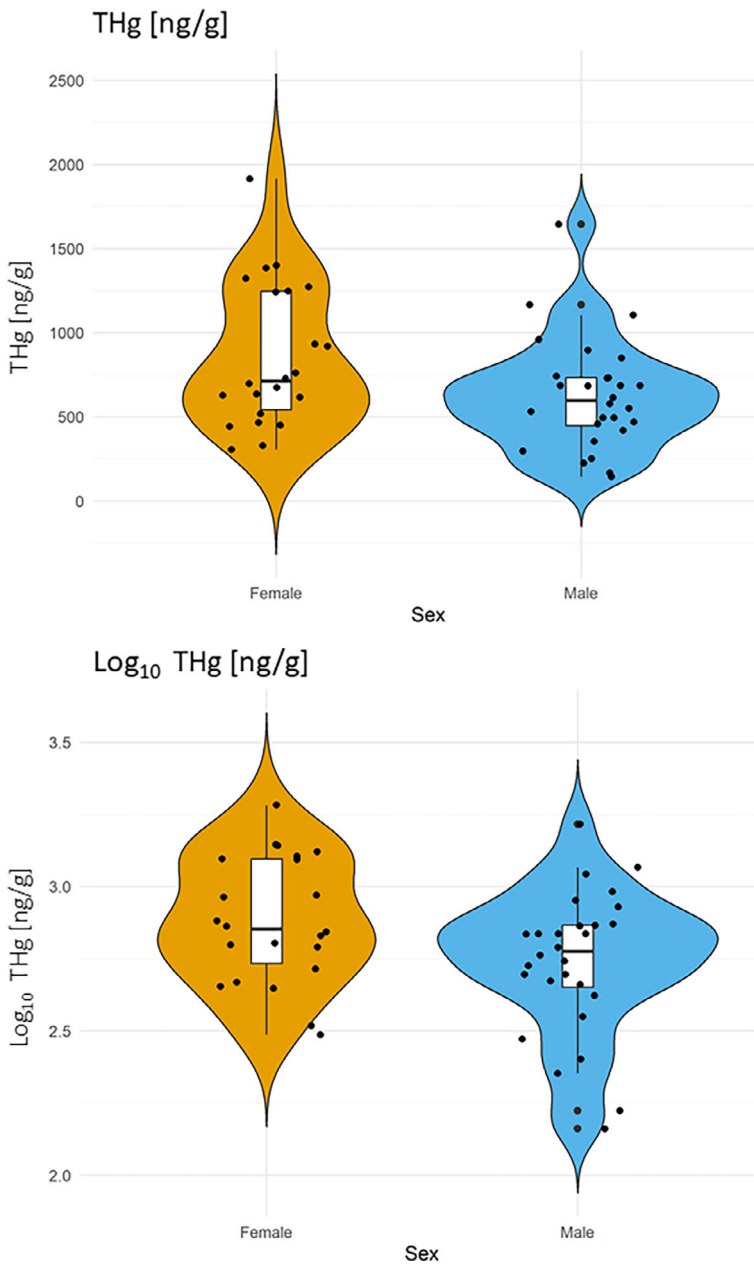 THg [ng/g]
2500
2000
1500
1000
500
0
THg [ng/g]
Female
Male
Sex
Log₁₀ THg [ng/g]
3.5
3.0
2.5
2.0
Log₁₀ THg [ng/g]
Female
Male
Sex